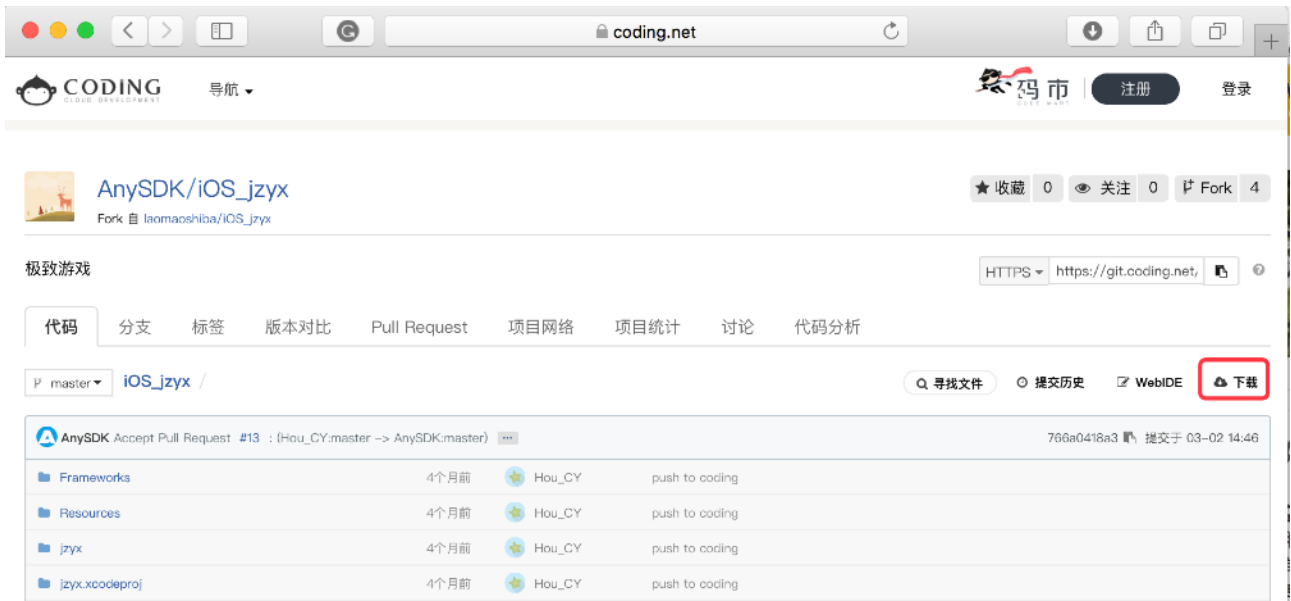 coding.net
CODING
CLOUD DEVELOPMENT
导航
码市
CODE MART
注册
登录
AnySDK/iOS_jzyx
Fork 自 laomaoshiba/iOS_jzyx
收藏 0
关注 0
Fork 4
极致游戏
HTTPS
https://git.coding.net,
代码 分支 标签 版本对比 Pull Request 项目网络 项目统计 讨论 代码分析
master iOS_jzyx /
寻找文件 提交历史 WebIDE 下载
AnySDK Accept Pull Request #13 : (Hou_CY:master -> AnySDK:master) ... 766a0418a3 提交于 03-02 14:46
Frameworks 4个月前 Hou_CY push to coding
Resources 4个月前 Hou_CY push to coding
jzyx 4个月前 Hou_CY push to coding
jzyx.xcodeproj 4个月前 Hou_CY push to coding